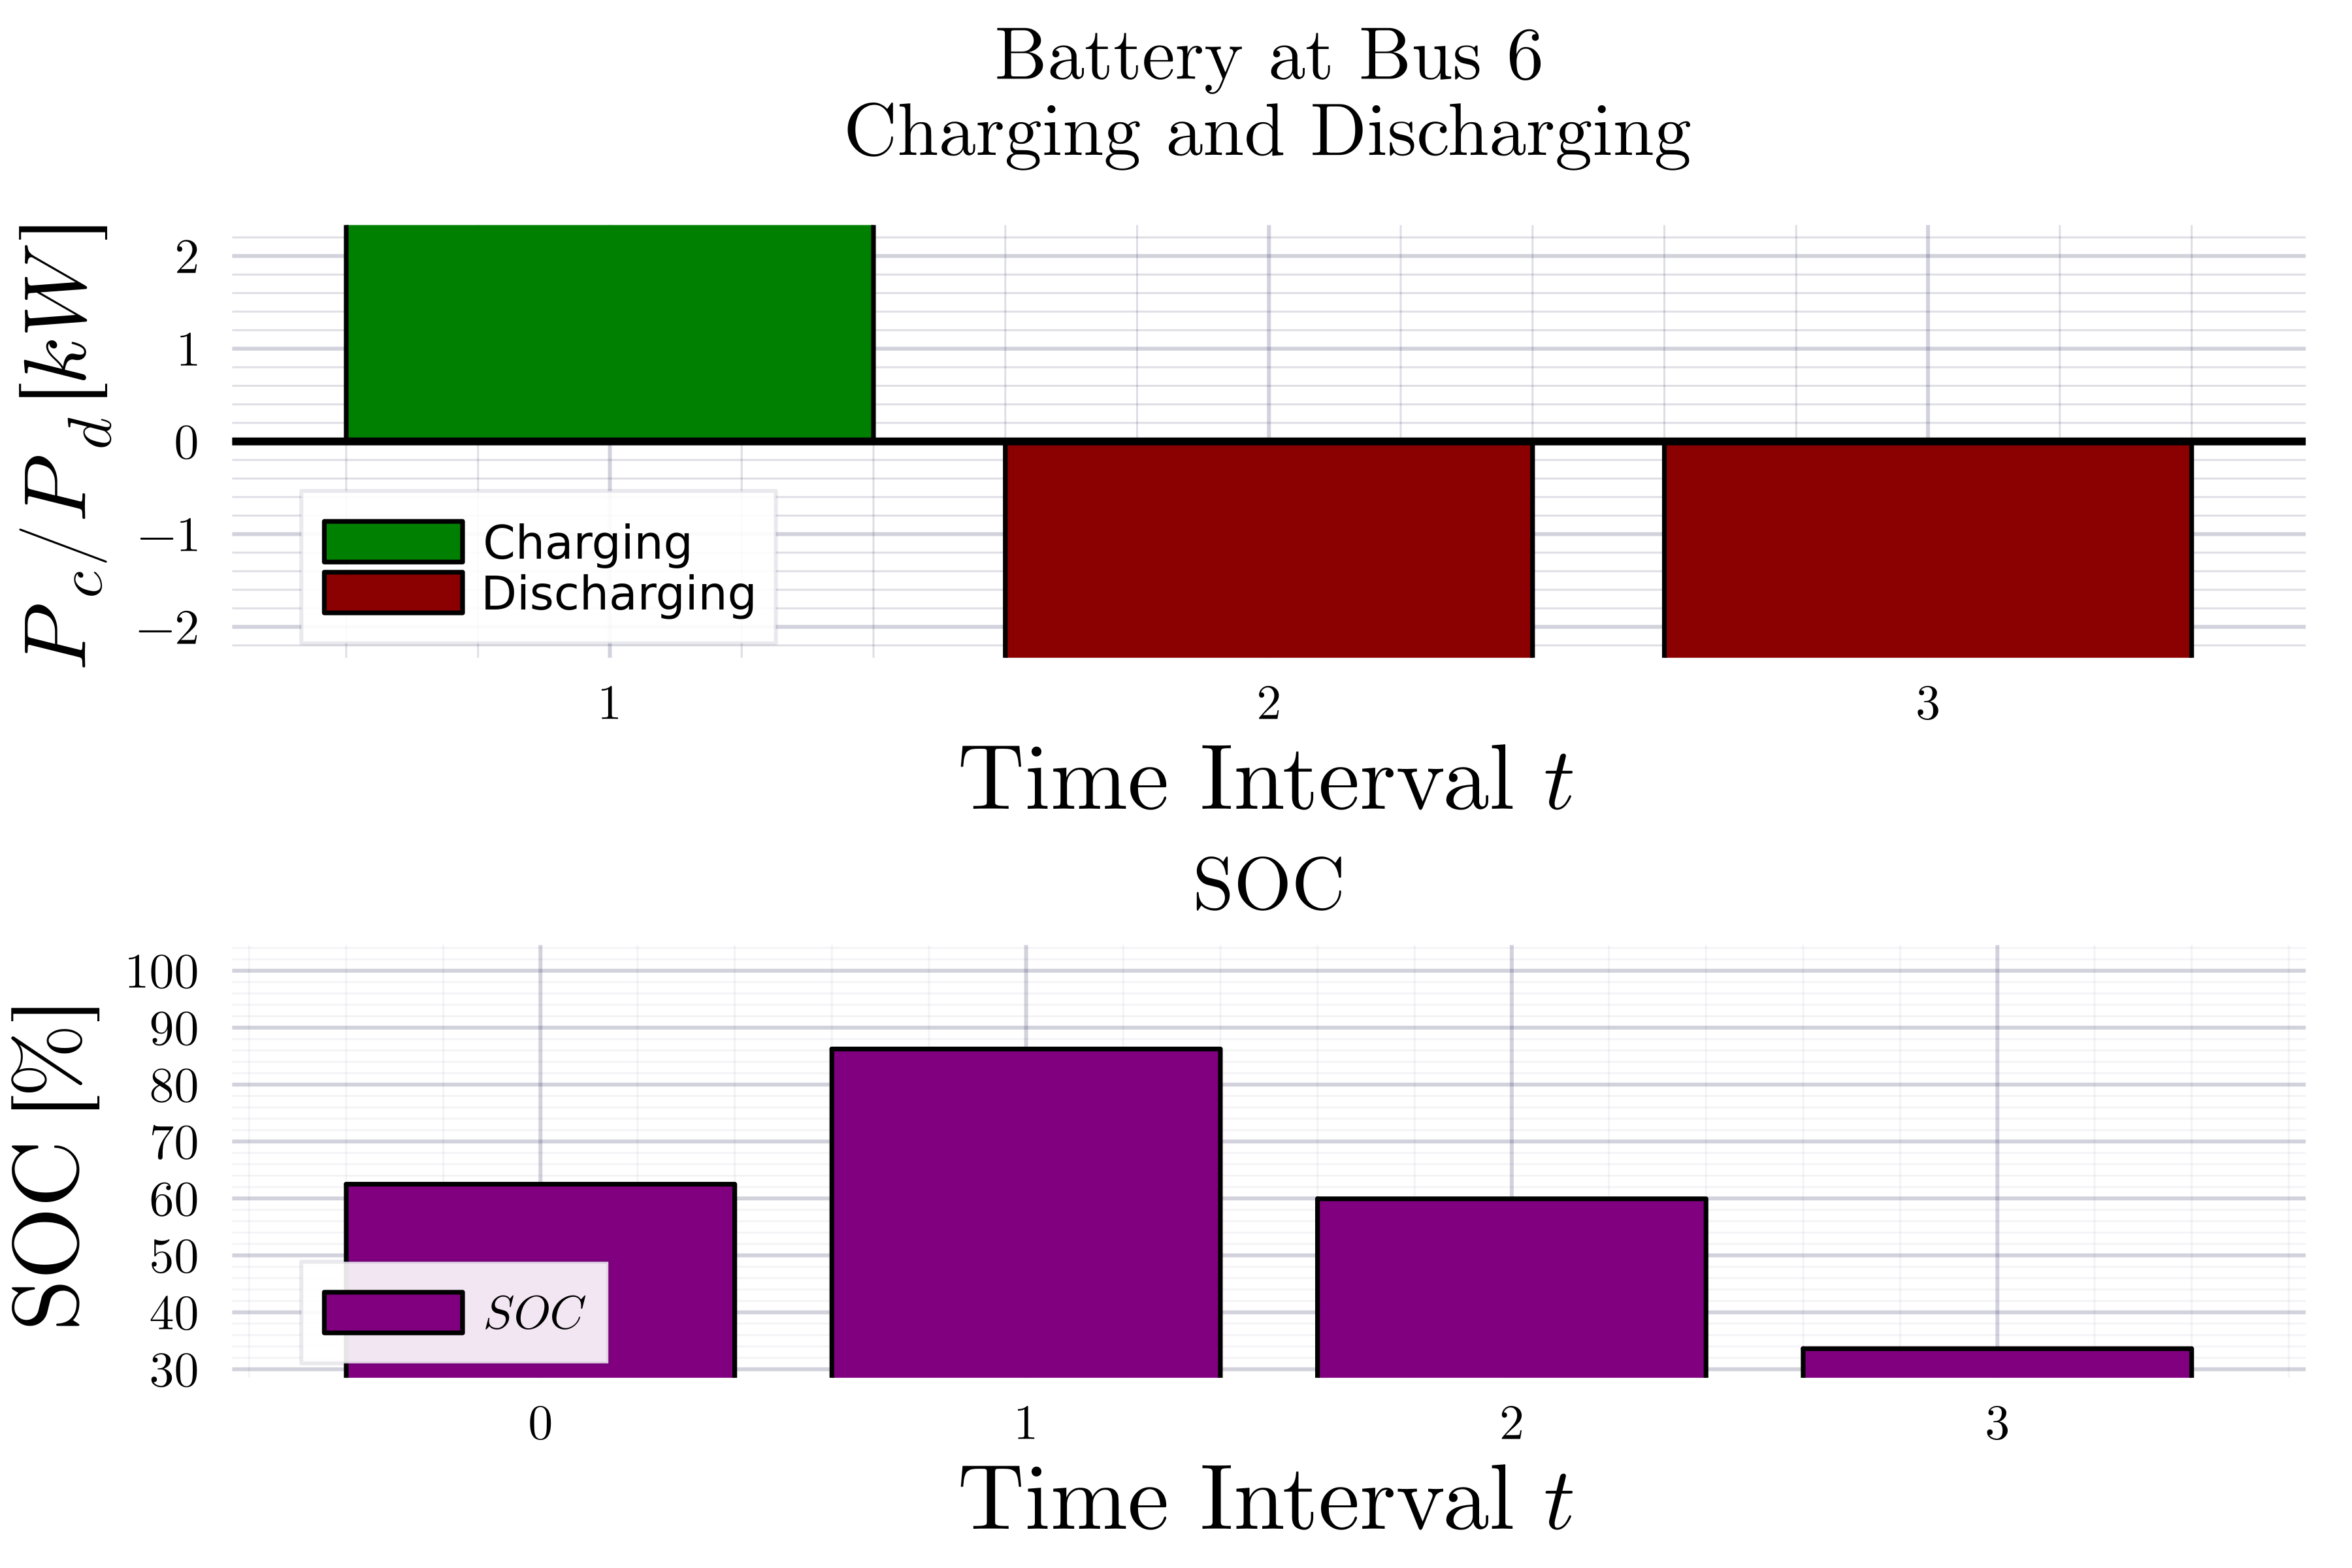 Battery at Bus 6
Charging and Discharging
P_c/P_d [kW]
2
1
0
−1
−2
Charging
Discharging
1 2 3
Time Interval t
SOC
SOC [%]
100
90
80
70
60
50
40
30
SOC
0 1 2 3
Time Interval t